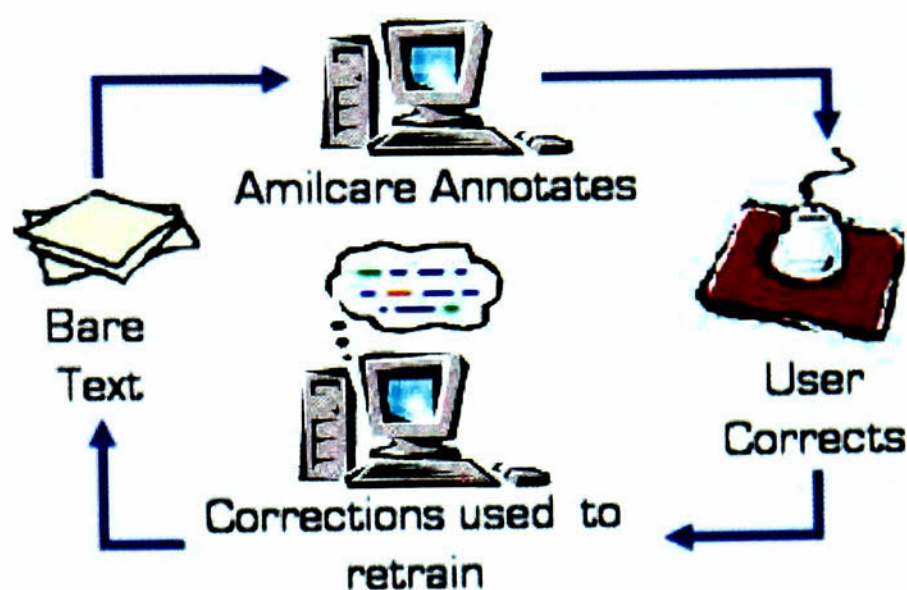 Amilcare Annotates
Bare
Text
User
Corrects
Corrections used to
retrain